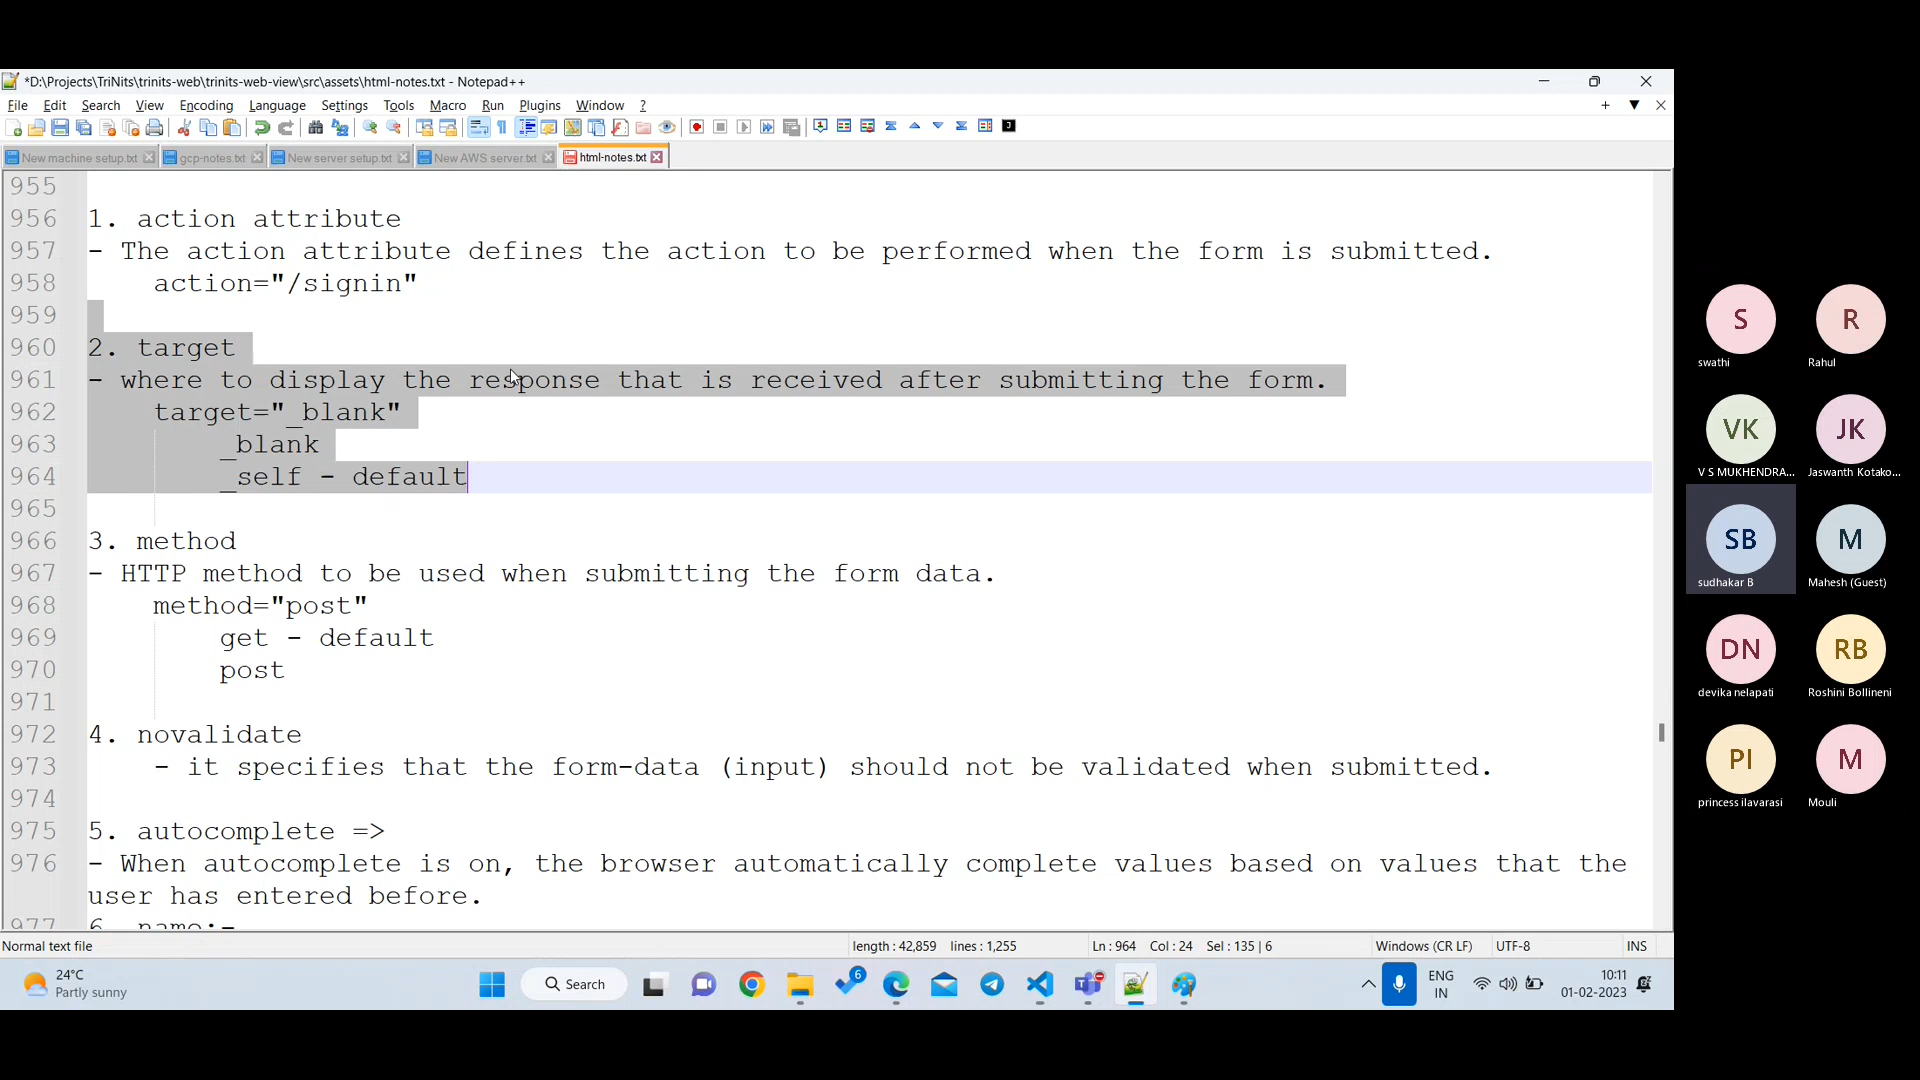 *D:\Projects\TriNits\trinits-web\trinits-web-view\src\assets\html-notes.txt - Notepad++
File Edit Search View Encoding Language Settings Tools Macro Run Plugins Window ?
New machine setup.txt gcp-notes.txt New server setup.txt New AWS server.txt html-notes.txt
955
956 1. action attribute
957 - The action attribute defines the action to be performed when the form is submitted.
958 action="/signin"
959
960 2. target
961 - where to display the response that is received after submitting the form.
962 target="_blank"
963 _blank
964 _self - default
965
966 3. method
967 - HTTP method to be used when submitting the form data.
968 method="post"
969 get - default
970 post
971
972 4. novalidate
973 - it specifies that the form-data (input) should not be validated when submitted.
974
975 5. autocomplete =>
976 - When autocomplete is on, the browser automatically complete values based on values that the
user has entered before.
977 6. name:-
Normal text file length : 42,859 lines : 1,255 Ln : 964 Col : 24 Sel : 135 | 6 Windows (CR LF) UTF-8 INS
24°C
Partly sunny
Search
6
ENG
IN
10:11
01-02-2023
S R
swathi Rahul
VK JK
V S MUKHENDRA... Jaswanth Kotako...
SB M
sudhakar B Mahesh (Guest)
DN RB
devika nelapati Roshini Bollineni
PI M
princess ilavarasi Mouli